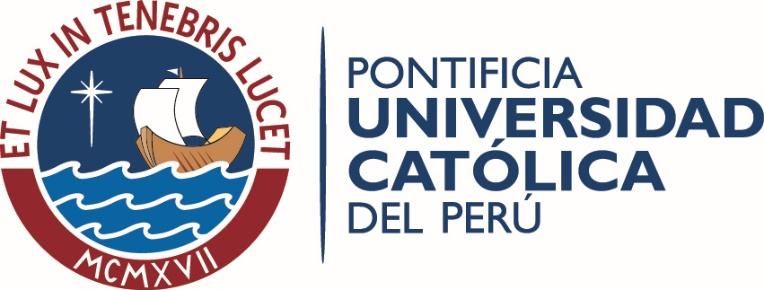 ET LUX IN TENEBRIS LUCET
MCMXVII
PONTIFICIA
UNIVERSIDAD
CATÓLICA
DEL PERÚ